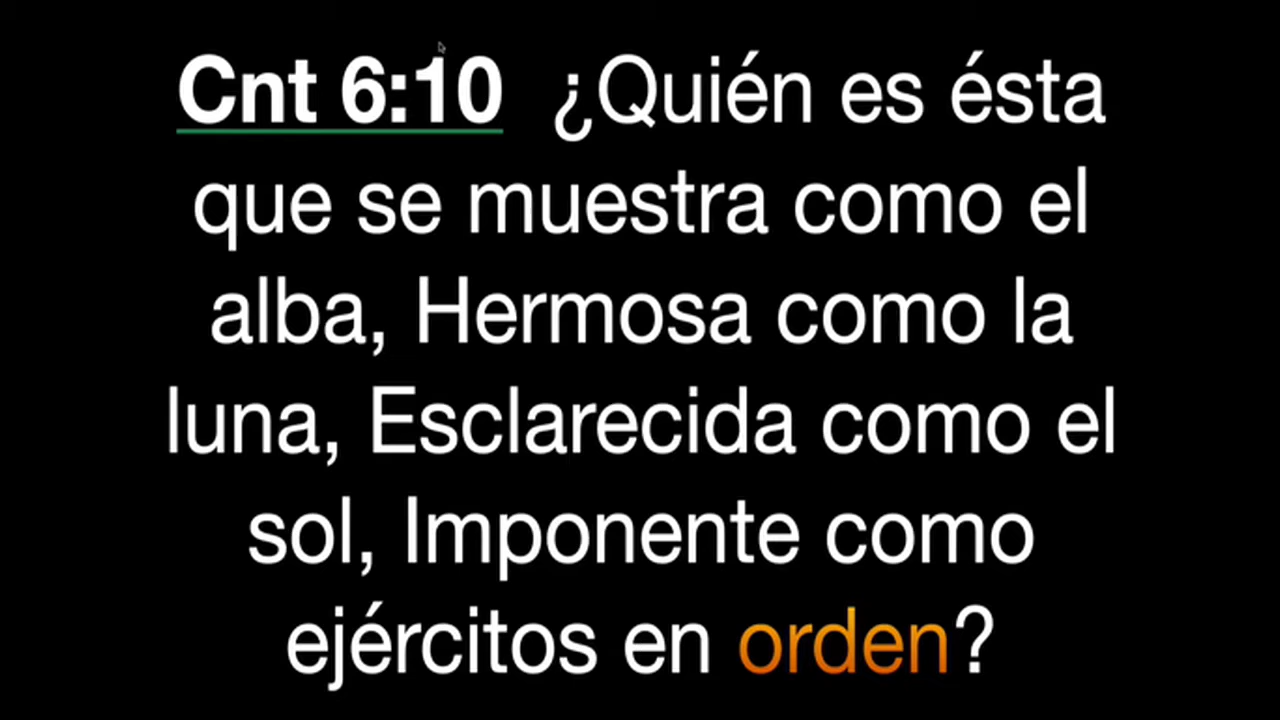 Cnt 6:10 ¿Quién es ésta
que se muestra como el
alba, Hermosa como la
luna, Esclarecida como el
sol, Imponente como
ejércitos en orden?